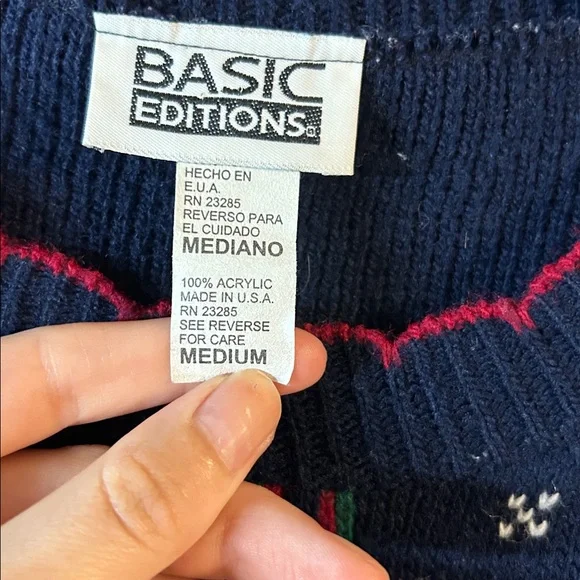 BASIC
EDITIONS
HECHO EN
E.U.A.
RN 23285
REVERSO PARA
EL CUIDADO
MEDIANO
100% ACRYLIC
MADE IN U.S.A.
RN 23285
SEE REVERSE
FOR CARE
MEDIUM